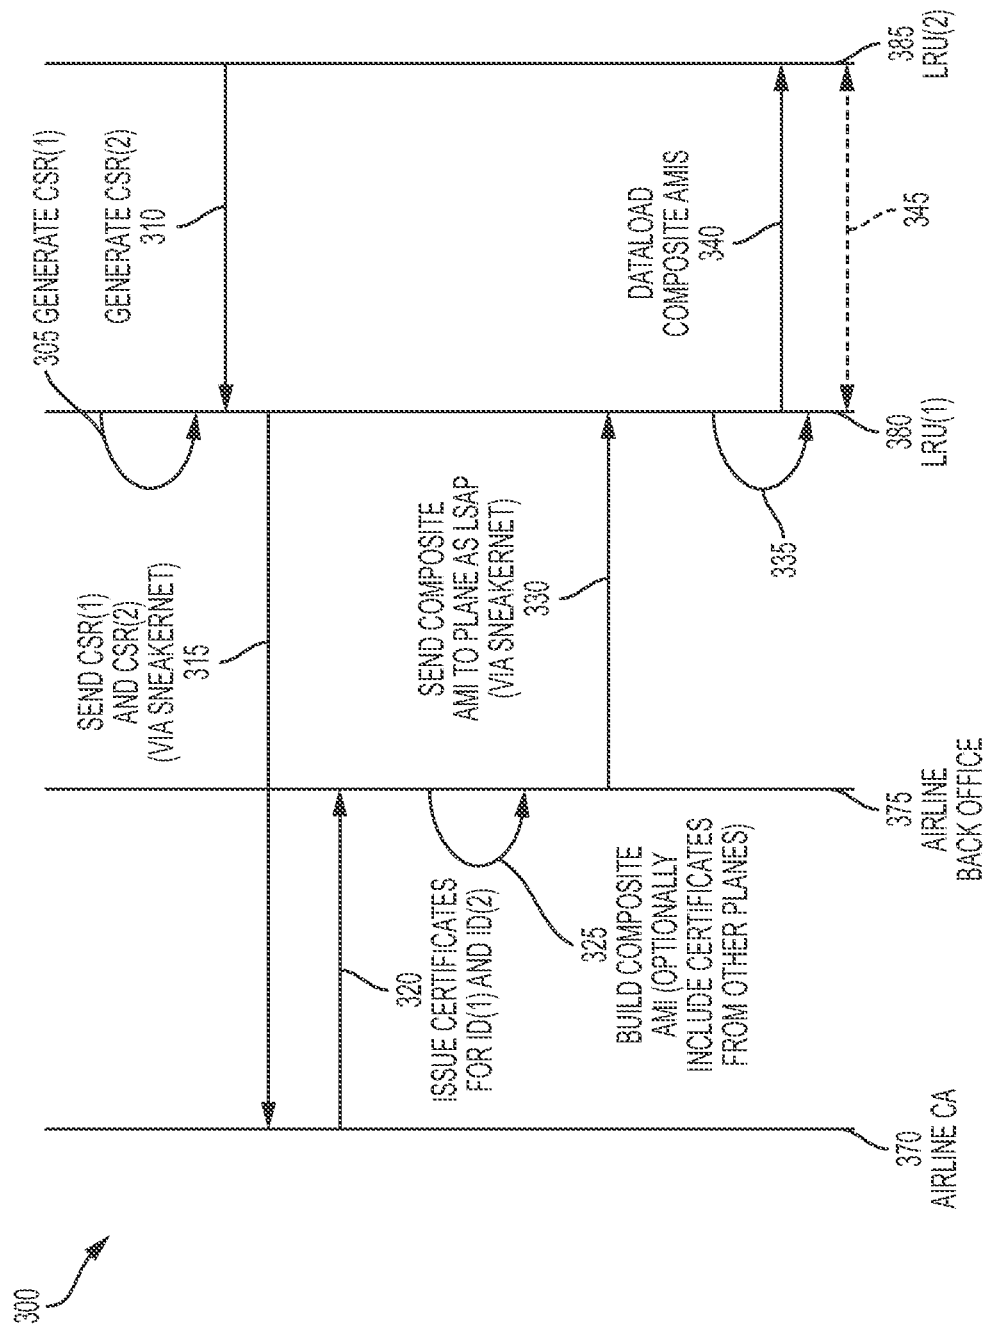 300
305 GENERATE CSR(1)
GENERATE CSR(2)
310
SEND CSR(1)
AND CSR(2)
(VIA SNEAKERNET)
315
320
ISSUE CERTIFICATES
FOR ID(1) AND ID(2)
325
BUILD COMPOSITE
AMI (OPTIONALLY
INCLUDE CERTIFICATES
FROM OTHER PLANES)
SEND COMPOSITE
AMI TO PLANE AS LSAP
(VIA SNEAKERNET)
330
335
DATALOAD
COMPOSITE AMIS
340
345
370
AIRLINE CA
375
AIRLINE
BACK OFFICE
380
LRU(1)
385
LRU(2)